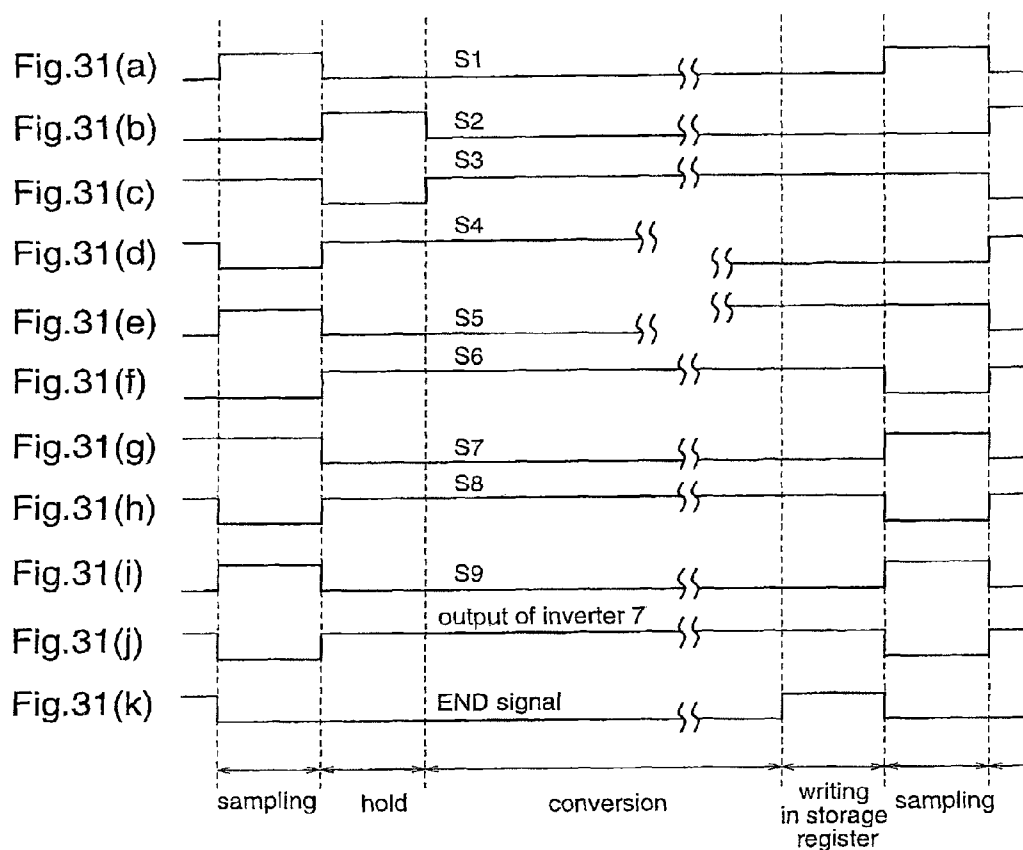 Fig.31(a)
S1
Fig.31(b)
S2
S3
Fig.31(c)
S4
Fig.31(d)
Fig.31(e)
S5
S6
Fig.31(f)
Fig.31(g)
S7
S8
Fig.31(h)
Fig.31(i)
S9
output of inverter 7
Fig.31(j)
Fig.31(k)
END signal
sampling
hold
conversion
writing
in storage
register
sampling